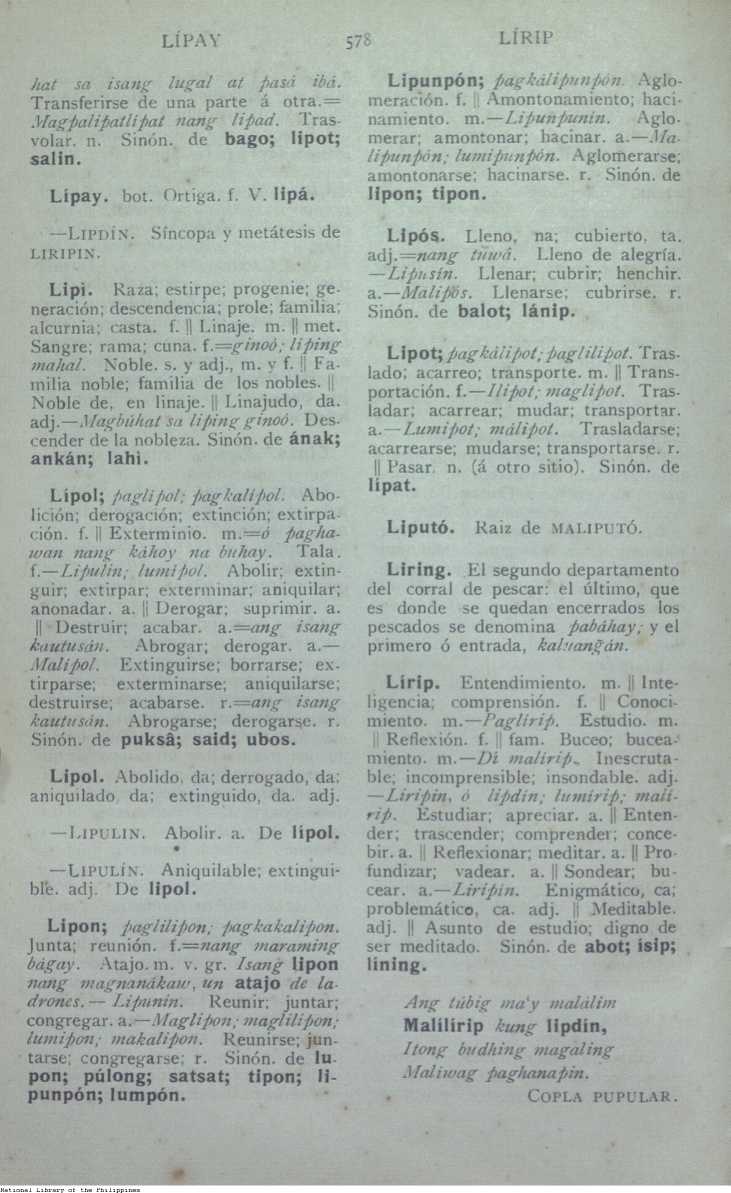 LÍPAY
578
LÍRIP
hat sa isang lugal at pasá ibá.
Transferirse de una parte á otra.=
Magpalipatlipat nang lipad. Tras-
volar. n. Sinón. de bago; lipot;
salin.
Lípay. bot. Ortiga. f. V. lipá.
—LIPDÍN. Síncopa y metátesis de
LIRIPIN.
Lipi. Raza; estirpe; progenie; ge-
neración; descendencia; prole; familia;
alcurnia; casta. f. || Linaje. m. || met.
Sangre; rama; cuna. f.=ginoó; liping
mahal. Noble. s. y adj., m. y f. || Fa-
milia noble; familia de los nobles. ||
Noble de, en linaje. || Linajudo, da.
adj.—Magbúhat sa liping ginoó. Des-
cender de la nobleza. Sinón. de ának;
ankán; lahi.
Lípol; paglipol; pagkalipol. Abo-
lición; derogación; extinción; extirpa-
ción. f. || Exterminio. m.=ó pagha-
wan nang káhoy na buhay. Tala.
f.—Lipulin; lumipol. Abolir; extin-
guir; extirpar; exterminar; aniquilar;
anonadar. a. || Derogar; suprimir. a.
|| Destruir; acabar. a.=ang isang
kautusán. Abrogar; derogar. a.—
Malipol. Extinguirse; borrarse; ex-
tirparse; exterminarse; aniquilarse;
destruirse; acabarse. r.=ang isang
kautusán. Abrogarse; derogarse. r.
Sinón. de puksâ; said; ubos.
Lipol. Abolido, da; derrogado, da;
aniquilado, da; extinguido, da. adj.
—LIPULIN. Abolir. a. De lípol.
—LIPULÍN. Aniquilable; extingui-
ble. adj. De lipol.
Lipon; paglilipon; pagkakalipon.
Junta; reunión. f.=nang maraming
bágay. Atajo. m. v. gr. Isang lipon
nang magnanákaw, un atajo de la-
drones.— Lipunin. Reunir; juntar;
congregar. a.—Maglipon; maglilipon;
lumipon; makalipon. Reunirse; jun-
tarse; congregarse; r. Sinón. de lu-
pon; púlong; satsat; tipon; li-
punpón; lumpón.
Lipunpón; pagkálipunpón. Aglo-
meración. f. || Amontonamiento; haci-
namiento. m.—Lipunpunin. Aglo-
merar; amontonar; hacinar. a.—Ma-
lipunpón; lumipunpón. Aglomerarse;
amontonarse; hacinarse. r. Sinón. de
lipon; tipon.
Lipós. Lleno, na; cubierto, ta.
adj.=nang tuwá. Lleno de alegría.
—Lipusin. Llenar; cubrir; henchir.
a.—Malipos. Llenarse; cubrirse. r.
Sinón. de balot; lánip.
Lipot; pagkálipot; paglilipot. Tras-
lado; acarreo; transporte. m. || Trans-
portación. f.—Ilipot; maglipot. Tras-
ladar; acarrear; mudar; transportar.
a.—Lumipot; málipot. Trasladarse;
acarrearse; mudarse; transportarse. r.
|| Pasar. n. (á otro sitio). Sinón. de
lipat.
Liputó. Raiz de MALIPUTÓ.
Liring. El segundo departamento
del corral de pescar: el último, que
es donde se quedan encerrados los
pescados se denomina pabáhay; y el
primero ó entrada, kaluangán.
Lírip. Entendimiento. m. || Inte-
ligencia; comprensión. f. || Conoci-
miento. m.—Paglirip. Estudio. m.
|| Reflexión. f. || fam. Buceo; bucea-
miento. m.—Di malirip. Inescruta-
ble; incomprensible; insondable. adj.
—Liripin, ó lipdin; lumirip; mali-
rip. Estudiar; apreciar. a. || Enten-
der; trascender; comprender; conce-
bir. a. || Reflexionar; meditar. a. || Pro-
fundizar; vadear. a. || Sondear; bu-
cear. a.—Liripín. Enigmático, ca;
problemático, ca. adj. || Meditable.
adj. || Asunto de estudio; digno de
ser meditado. Sinón. de abot; isip;
lining.
Ang túbig ma'y malálim
Malilirip kung lipdin,
Itong budhing magaling
Maliwag paghanapin.
COPLA PUPULAR.
National Library of the Philippines